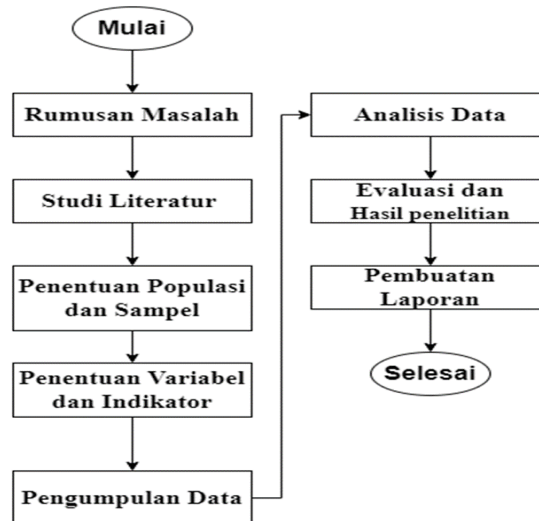 Mulai
Rumusan Masalah
Studi Literatur
Penentuan Populasi
dan Sampel
Penentuan Variabel
dan Indikator
Pengumpulan Data
Analisis Data
Evaluasi dan
Hasil penelitian
Pembuatan
Laporan
Selesai